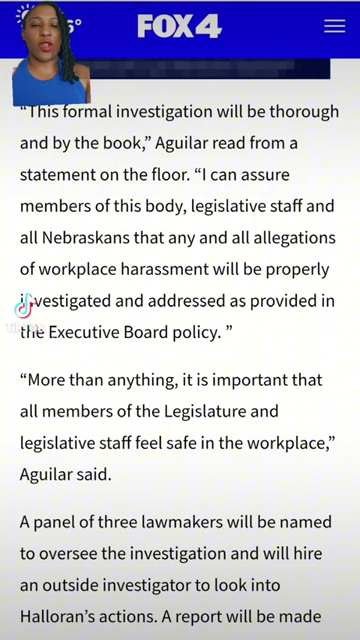 6°
FOX 4
“This formal investigation will be thorough
and by the book,” Aguilar read from a
statement on the floor. “I can assure
members of this body, legislative staff and
all Nebraskans that any and all allegations
of workplace harassment will be properly
investigated and addressed as provided in
the Executive Board policy. ”
“More than anything, it is important that
all members of the Legislature and
legislative staff feel safe in the workplace,”
Aguilar said.
A panel of three lawmakers will be named
to oversee the investigation and will hire
an outside investigator to look into
Halloran’s actions. A report will be made